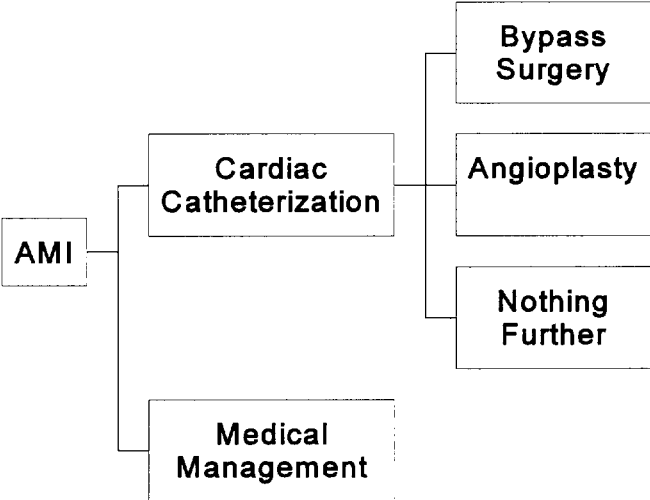 Bypass
Surgery
Cardiac
Catheterization
Angioplasty
AMI
Nothing
Further
Medical
Management